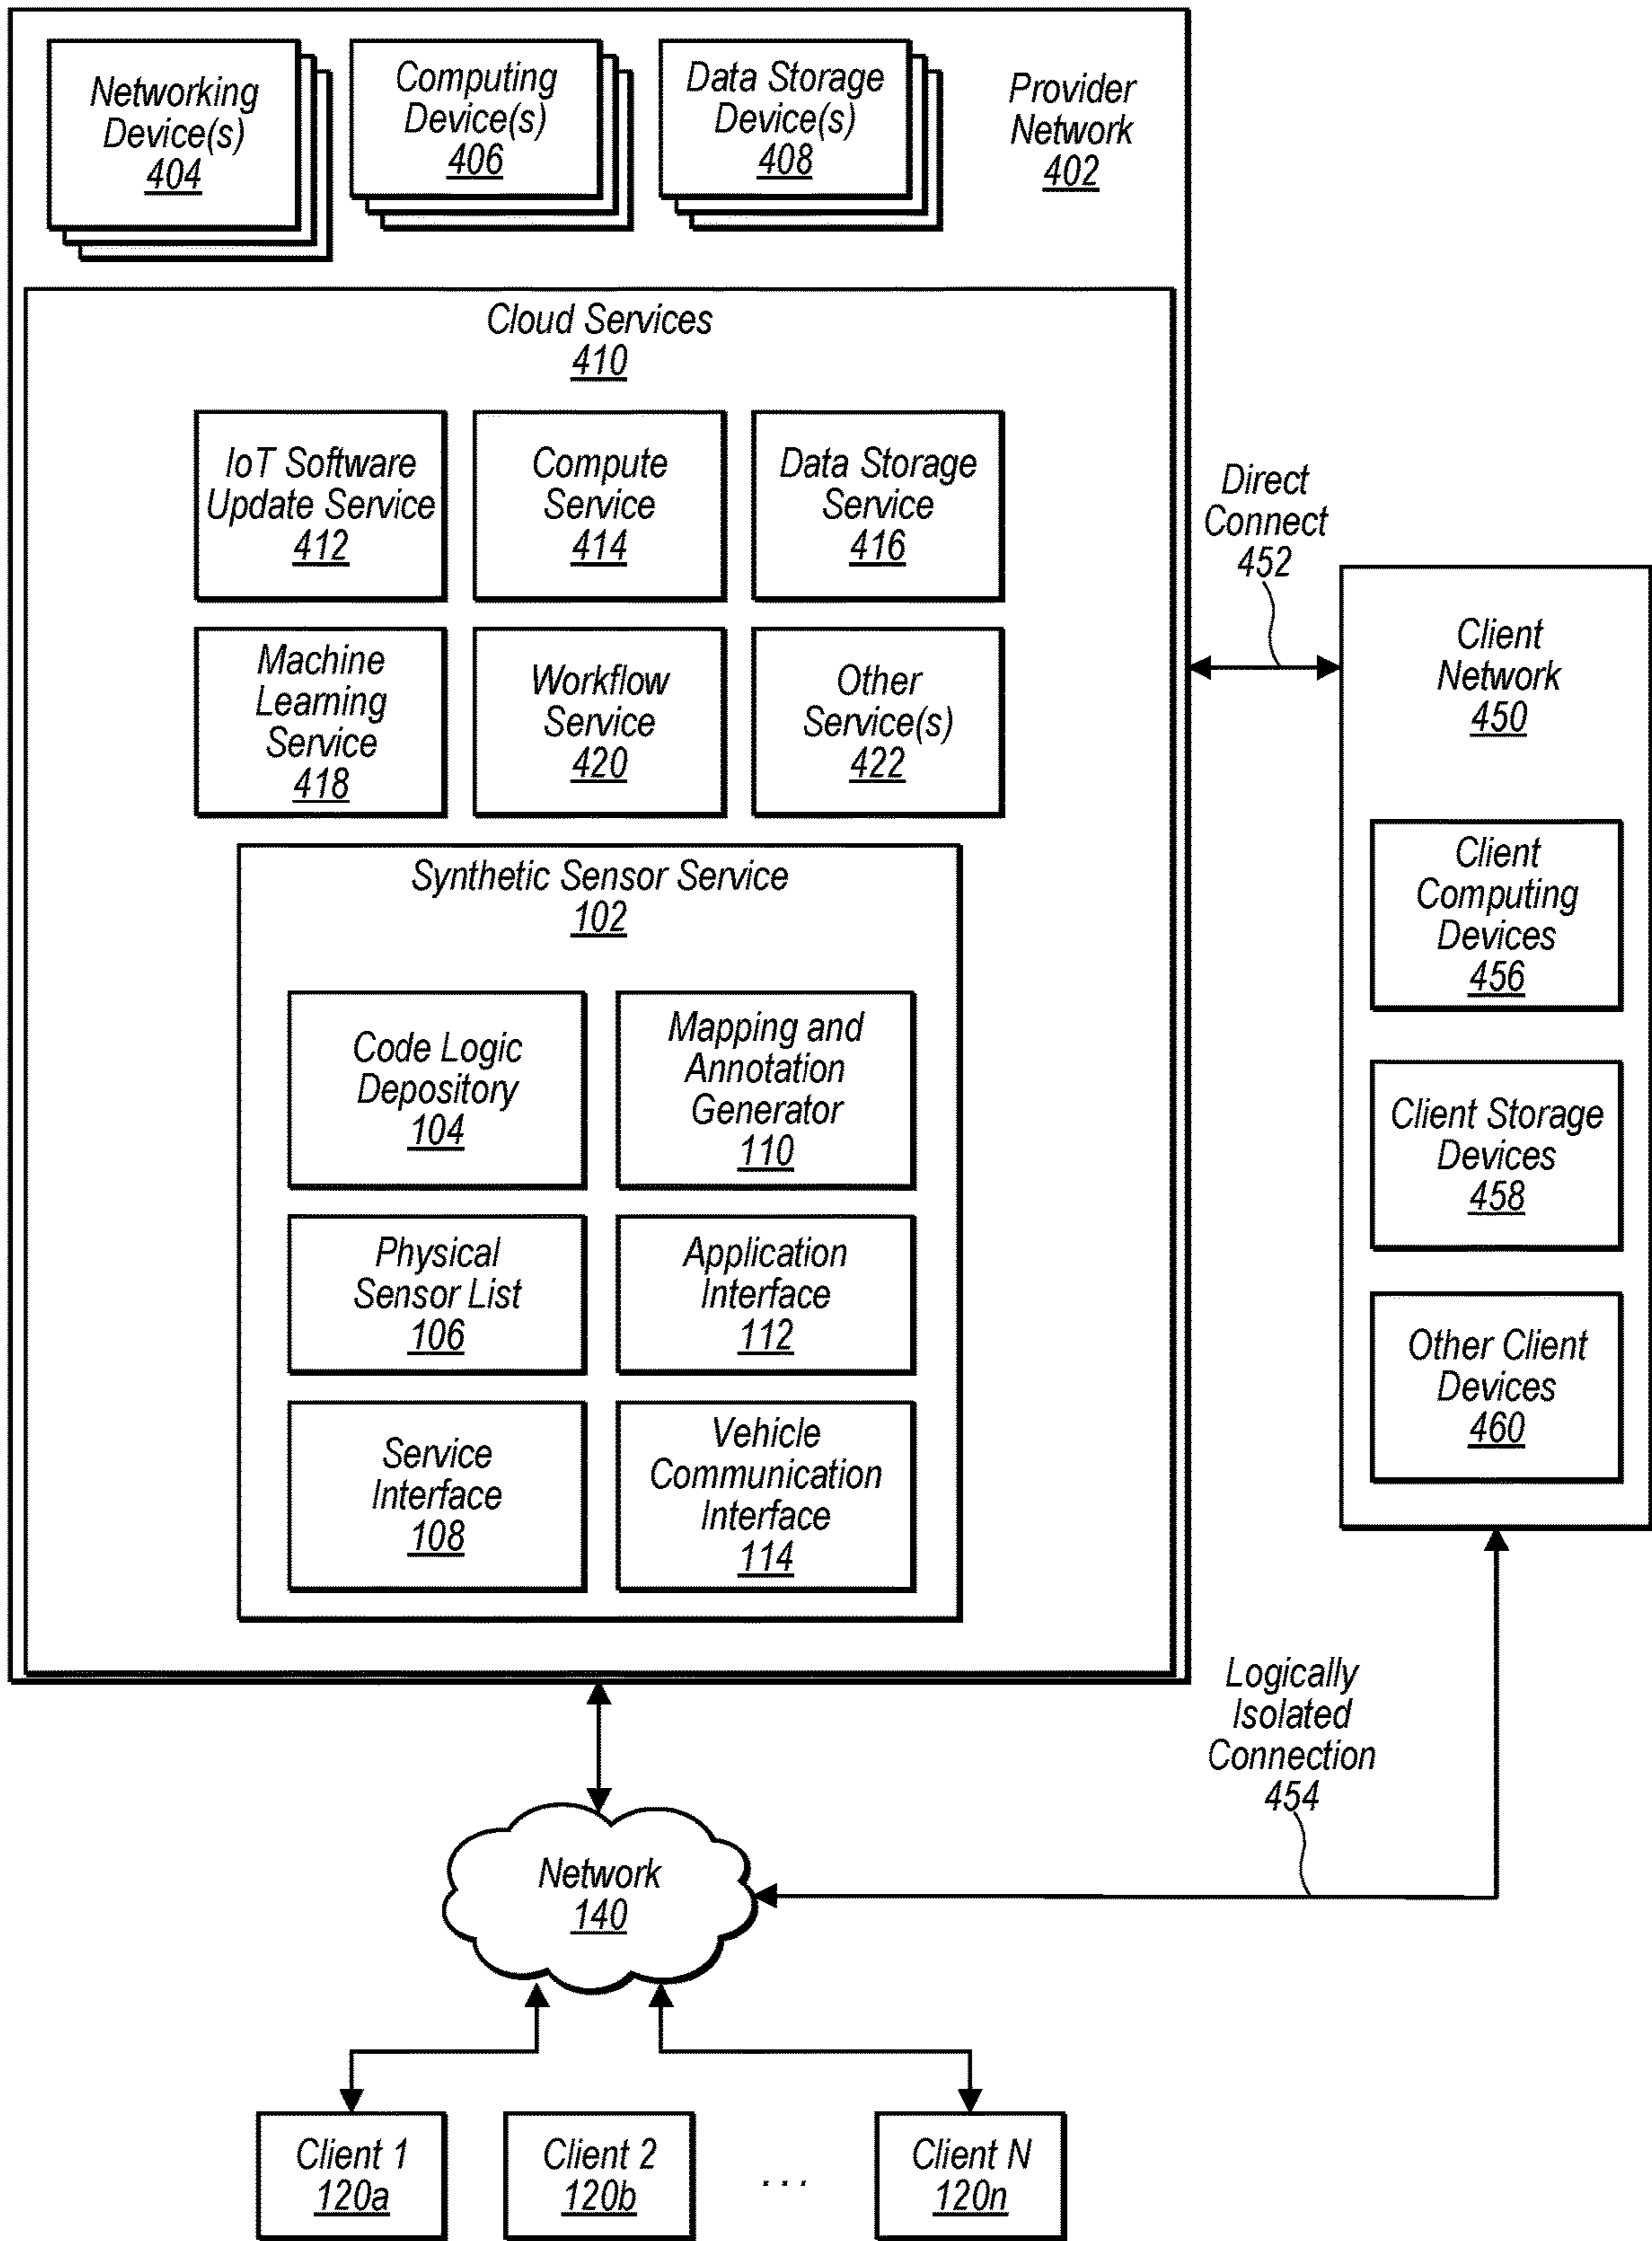 Networking
Device(s)
404
Computing
Device(s)
406
Data Storage
Device(s)
408
Provider
Network
402
Cloud Services
410
IoT Software
Update Service
412
Compute
Service
414
Data Storage
Service
416
Machine
Learning
Service
418
Workflow
Service
420
Other
Service(s)
422
Synthetic Sensor Service
102
Code Logic
Depository
104
Mapping and
Annotation
Generator
110
Physical
Sensor List
106
Application
Interface
112
Service
Interface
108
Vehicle
Communication
Interface
114
Direct
Connect
452
Client
Network
450
Client
Computing
Devices
456
Client Storage
Devices
458
Other Client
Devices
460
Logically
Isolated
Connection
454
Network
140
Client 1
120a
Client 2
120b
. . .
Client N
120n